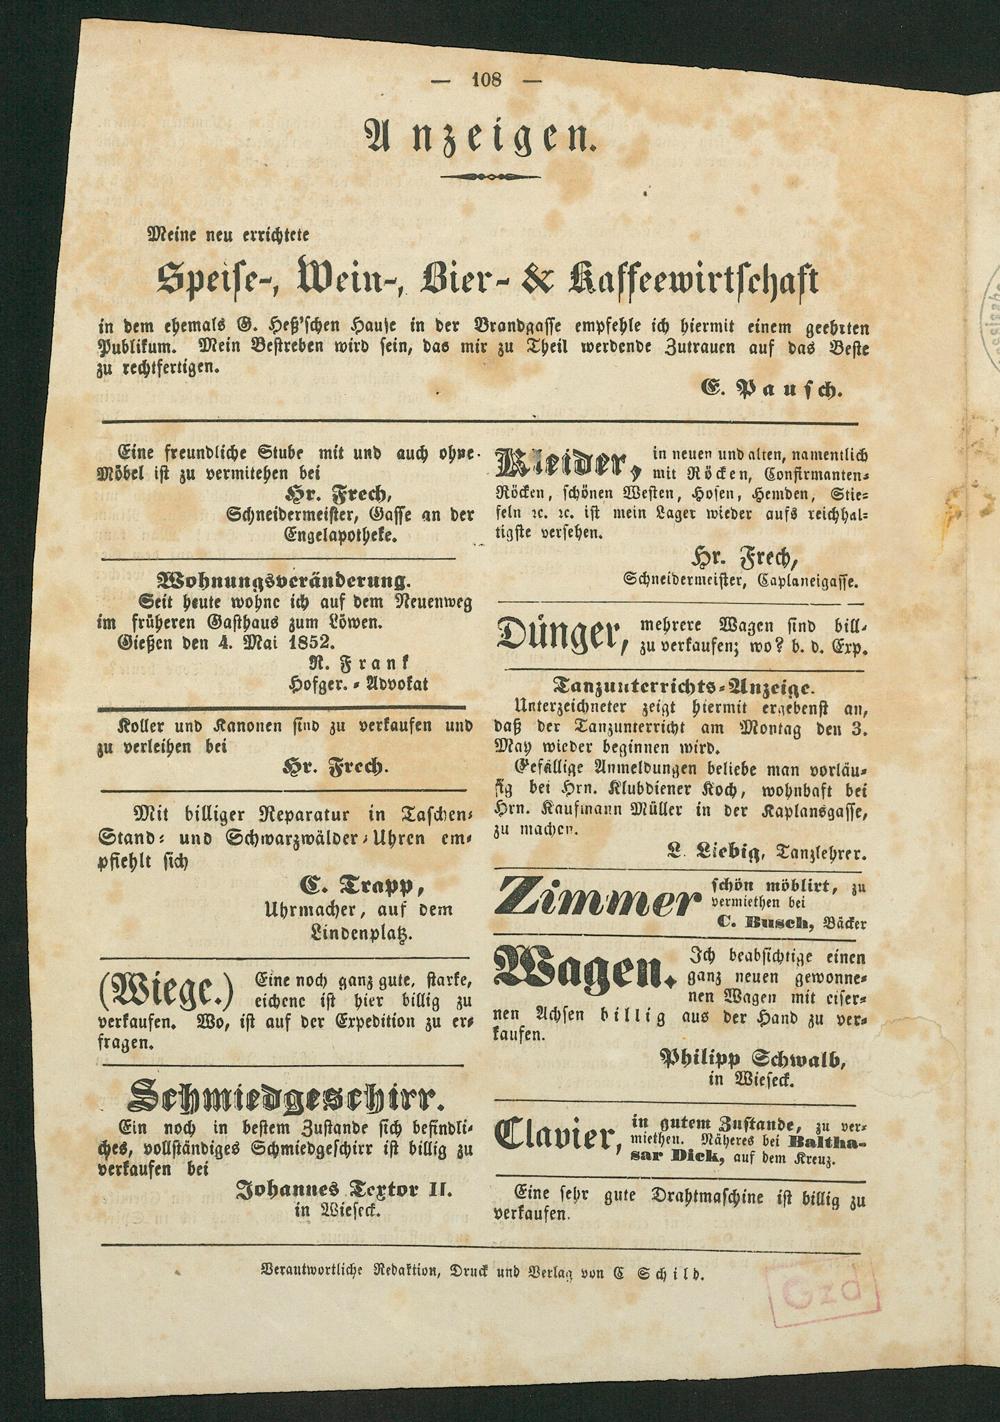 — 108 —
Anzeigen.
Meine neu errichtete
Speise-, Wein-, Bier- & Kaffeewirtschaft
in dem ehemals G. Heß'schen Hause in der Brandgasse empfehle ich hiermit einem geehrten
Publikum. Mein Bestreben wird sein, das mir zu Theil werdende Zutrauen auf das Beste
zu rechtfertigen.
E. Pausch.
Eine freundliche Stube mit und auch ohne
Möbel ist zu vermitehen bei
Hr. Frech,
Schneidermeister, Gasse an der
Engelapotheke.
Wohnungsveränderung.
Seit heute wohne ich auf dem Neuenweg
im früheren Gasthaus zum Löwen.
Gießen den 4. Mai 1852.
R. Frank
Hofger.-Advokat
Koller und Kanonen sind zu verkaufen und
zu verleihen bei
Hr. Frech.
Mit billiger Reparatur in Taschen-
Stand- und Schwarzwälder-Uhren em-
pfiehlt sich
C. Trapp,
Uhrmacher, auf dem
Lindenplatz.
(Wiege.) Eine noch ganz gute, starke,
eichene ist hier billig zu
verkaufen. Wo, ist auf der Expedition zu er-
fragen.
Schmiedgeschirr.
Ein noch in bestem Zustande sich befindli-
ches, vollständiges Schmiedgeschirr ist billig zu
verkaufen bei
Johannes Textor II.
in Wieseck.
Kleider, in neuen und alten, namentlich
mit Röcken, Confirmanten-
Röcken, schönen Westen, Hosen, Hemden, Stie-
feln ꝛc. ꝛc. ist mein Lager wieder aufs reichhal-
tigste versehen.
Hr. Frech,
Schneidermeister, Caplaneigasse.
Dünger, mehrere Wagen sind bill-
zu verkaufen; wo? b. d. Exp.
Tanzunterrichts-Anzeige.
Unterzeichneter zeigt hiermit ergebenst an,
daß der Tanzunterricht am Montag den 3.
May wieder beginnen wird.
Gefällige Anmeldungen beliebe man vorläu-
fig bei Hrn. Klubdiener Koch, wohnhaft bei
Hrn. Kaufmann Müller in der Kaplansgasse,
zu machen.
L. Liebig, Tanzlehrer.
Zimmer schön möblirt, zu
vermiethen bei
C. Busch, Bäcker
Wagen. Ich beabsichtige einen
ganz neuen gewonne-
nen Wagen mit eiser-
nen Achsen billig aus der Hand zu ver-
kaufen.
Philipp Schwalb,
in Wieseck.
Clavier, in gutem Zustande, zu ver-
miethen. Näheres bei Baltha-
sar Dick, auf dem Kreuz.
Eine sehr gute Drahtmaschine ist billig zu
verkaufen.
Verantwortliche Redaktion, Druck und Verlag von C Schild.
Gzd